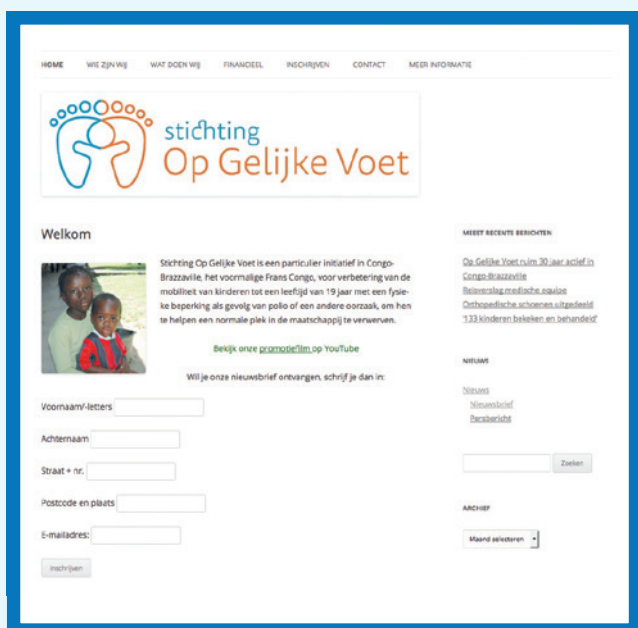 HOME WIE ZIJN WIJ WAT DOEN WIJ FINANCIEEL INSCHRIJVEN CONTACT MEER INFORMATIE
stichting
Op Gelijke Voet
Welkom
Stichting Op Gelijke Voet is een particulier initiatief in Congo-
Brazzaville, het voormalige Frans Congo, voor verbetering van de
mobiliteit van kinderen tot een leeftijd van 19 jaar met een fysie-
ke beperking als gevolg van polio of een andere oorzaak, om hen
te helpen een normale plek in de maatschappij te verwerven.
Bekijk onze promotiefilm op YouTube
Wil je onze nieuwsbrief ontvangen, schrijf je dan in:
Voornaam/-letters
Achternaam
Straat + nr.
Postcode en plaats
E-mailadres:
Inschrijven
MEEST RECENTE BERICHTEN
Op Gelijke Voet ruim 30 jaar actief in
Congo-Brazzaville
Reisverslag medische equipe
Orthopedische schoenen uitgedeeld
'133 kinderen bekeken en behandeld'
NIEUWS
Nieuws
Nieuwsbrief
Persbericht
Zoeken
ARCHIEF
Maand selecteren